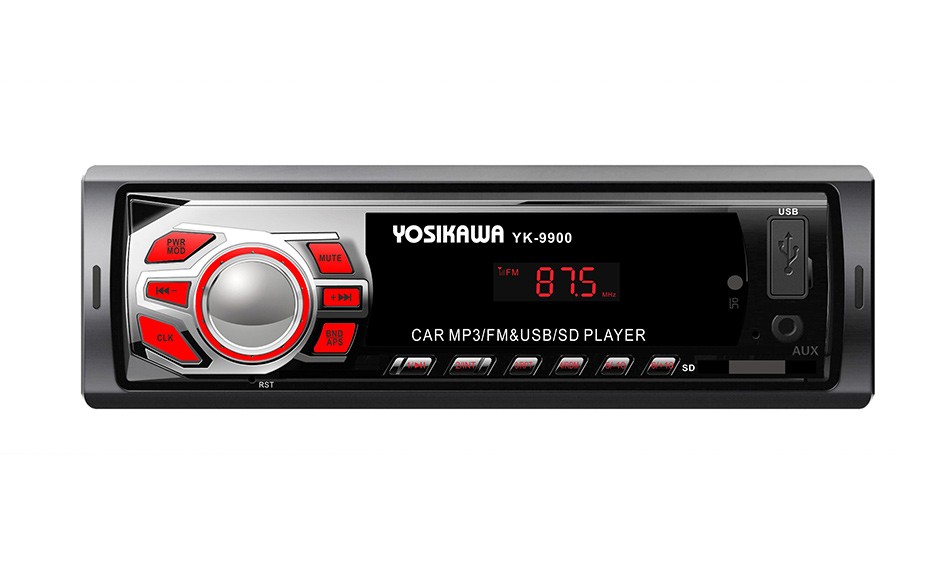 YOSIKAWA YK-9900
USB
PWR
MOD
MUTE
FM 87.5 MHz
CLK
BND
APS
CAR MP3/FM&USB/SD PLAYER
AUX
SD
RST